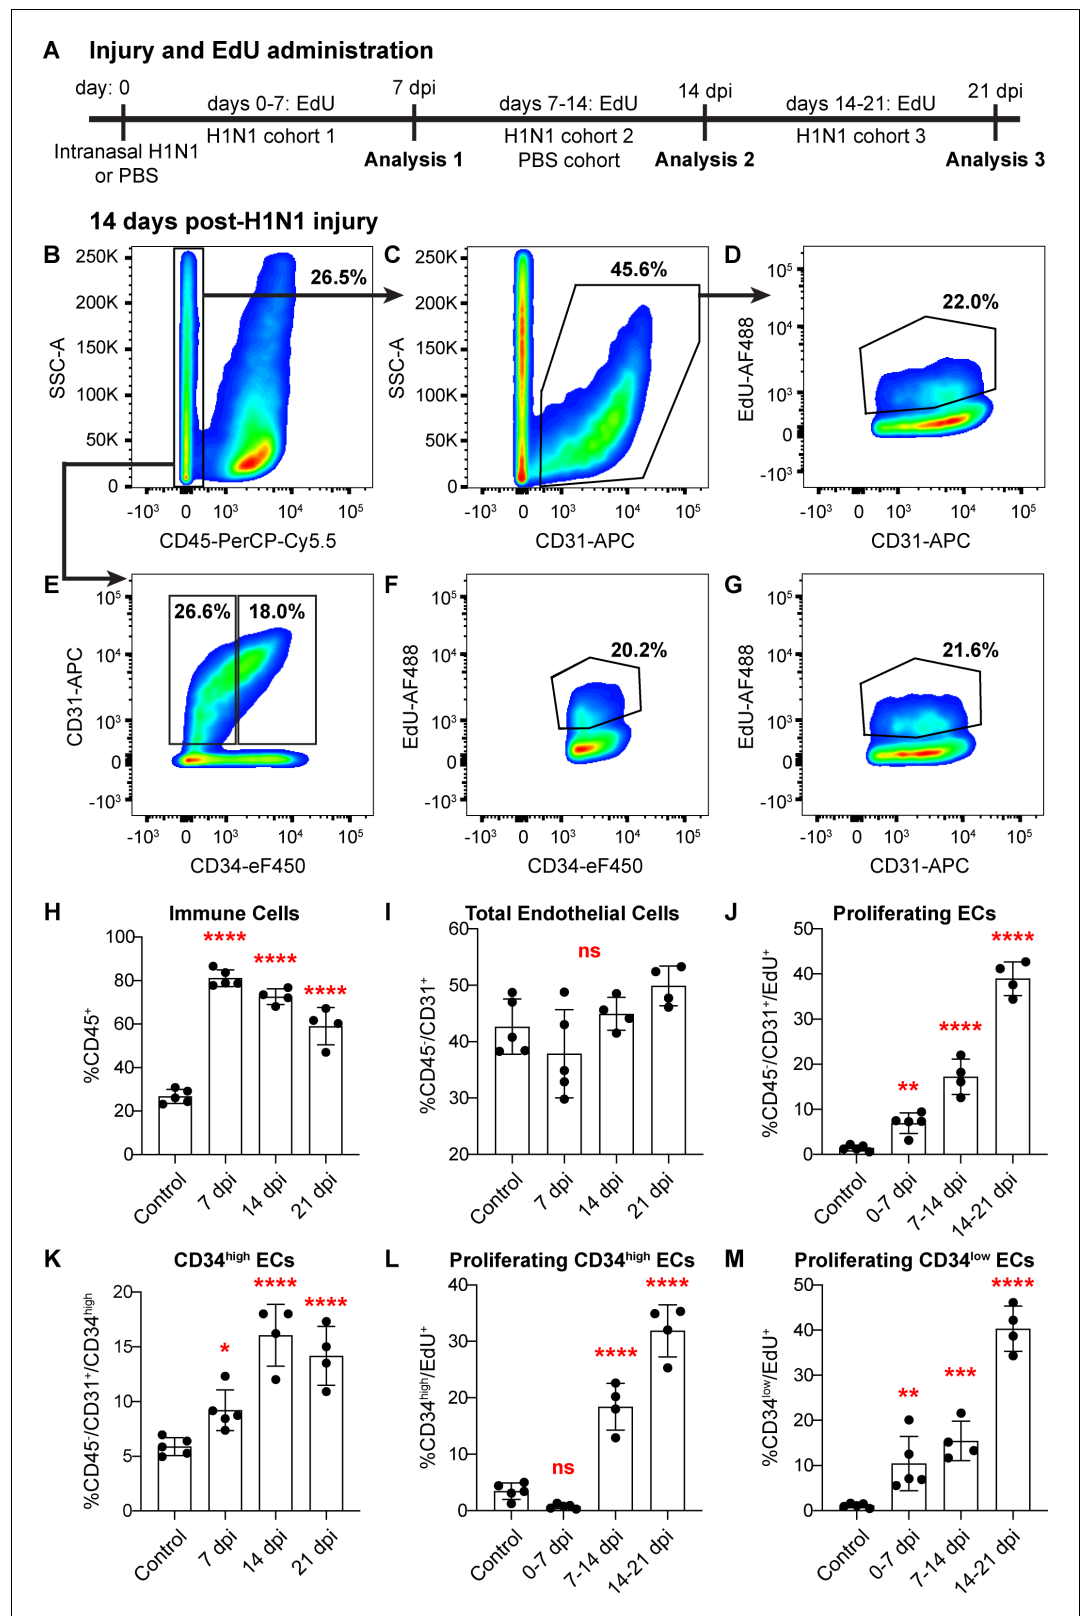 A Injury and EdU administration
day: 0 7 dpi 14 dpi 21 dpi
days 0-7: EdU days 7-14: EdU days 14-21: EdU
H1N1 cohort 1 H1N1 cohort 2 H1N1 cohort 3
Intranasal H1N1 or PBS
PBS cohort
Analysis 1 Analysis 2 Analysis 3
14 days post-H1N1 injury
B
250K
200K
150K
100K
50K
0
SSC-A
26.5%
-10³ 0 10³ 10⁴ 10⁵
CD45-PerCP-Cy5.5
C
250K
200K
150K
100K
50K
0
SSC-A
45.6%
-10³ 0 10³ 10⁴ 10⁵
CD31-APC
D
10⁵
10⁴
10³
0
-10³
EdU-AF488
22.0%
-10³ 0 10³ 10⁴ 10⁵
CD31-APC
E
10⁵
10⁴
10³
0
-10³
CD31-APC
26.6% 18.0%
-10³ 0 10³ 10⁴ 10⁵
CD34-eF450
F
10⁵
10⁴
10³
0
-10³
EdU-AF488
20.2%
-10³ 0 10³ 10⁴ 10⁵
CD34-eF450
G
10⁵
10⁴
10³
0
-10³
EdU-AF488
21.6%
-10³ 0 10³ 10⁴ 10⁵
CD31-APC
H Immune Cells
100
80
60
40
20
0
%CD45⁺
**** **** ****
Control 7 dpi 14 dpi 21 dpi
I Total Endothelial Cells
60
50
40
30
20
%CD45⁻/CD31⁺
ns
Control 7 dpi 14 dpi 21 dpi
J Proliferating ECs
50
40
30
20
10
0
%CD45⁻/CD31⁺/EdU⁺
** **** ****
Control 0-7 dpi 7-14 dpi 14-21 dpi
K CD34ʰⁱᵍʰ ECs
20
15
10
5
0
%CD45⁻/CD31⁺/CD34ʰⁱᵍʰ
* **** ****
Control 7 dpi 14 dpi 21 dpi
L Proliferating CD34ʰⁱᵍʰ ECs
40
30
20
10
0
%CD34ʰⁱᵍʰ/EdU⁺
ns **** ****
Control 0-7 dpi 7-14 dpi 14-21 dpi
M Proliferating CD34ˡᵒʷ ECs
50
40
30
20
10
0
%CD34ˡᵒʷ/EdU⁺
** *** ****
Control 0-7 dpi 7-14 dpi 14-21 dpi